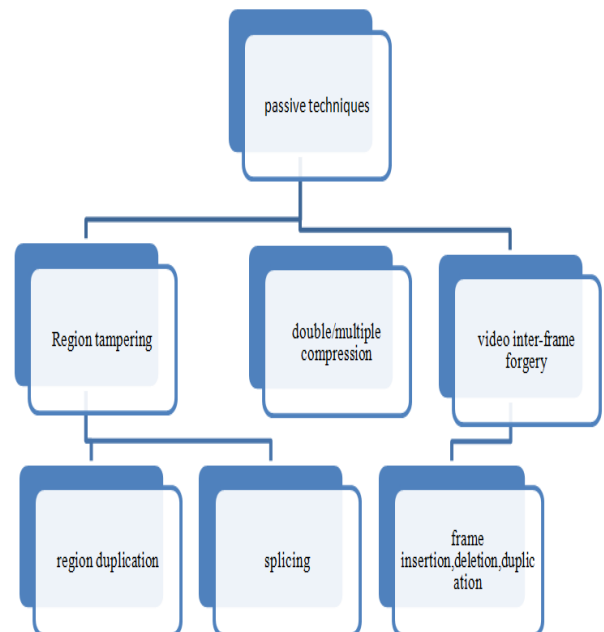 passive techniques
Region tampering
double/multiple
compression
video inter-frame
forgery
region duplication
splicing
frame
insertion,deletion,duplic
ation